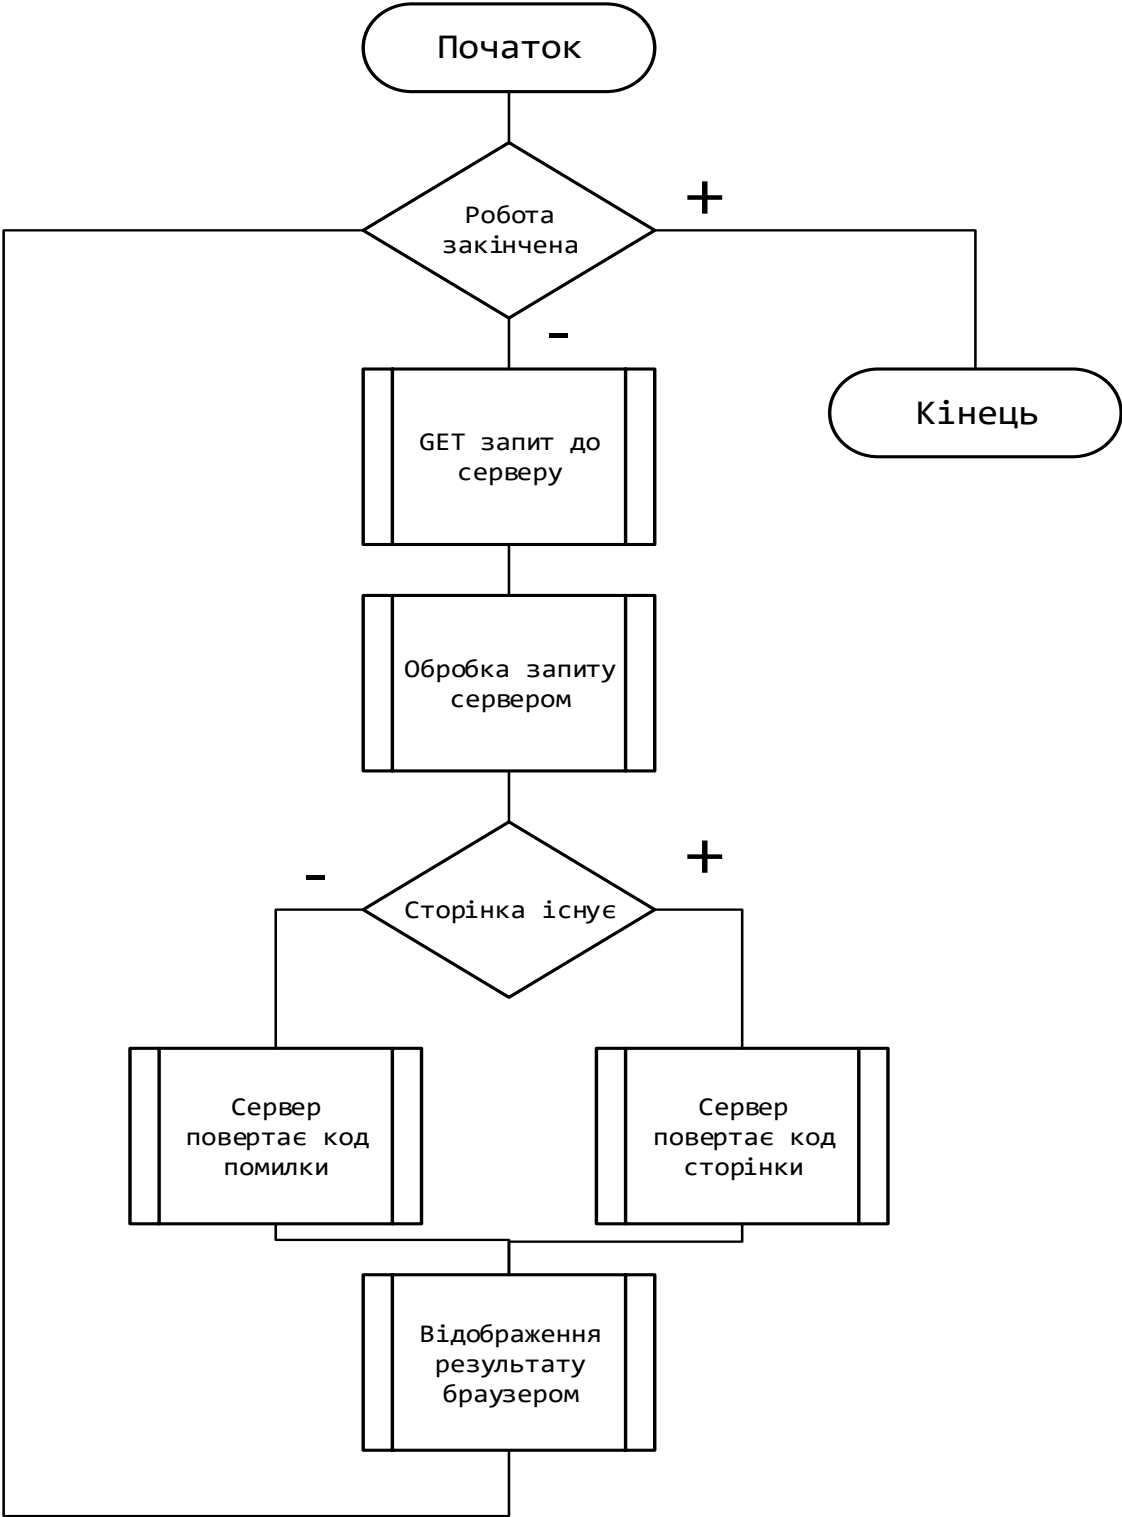 Початок
+
Робота
закінчена
-
GET запит до
серверу
Кінець
Обробка запиту
сервером
-
+
Сторінка існує
Сервер
повертає код
помилки
Сервер
повертає код
сторінки
Відображення
результату
браузером